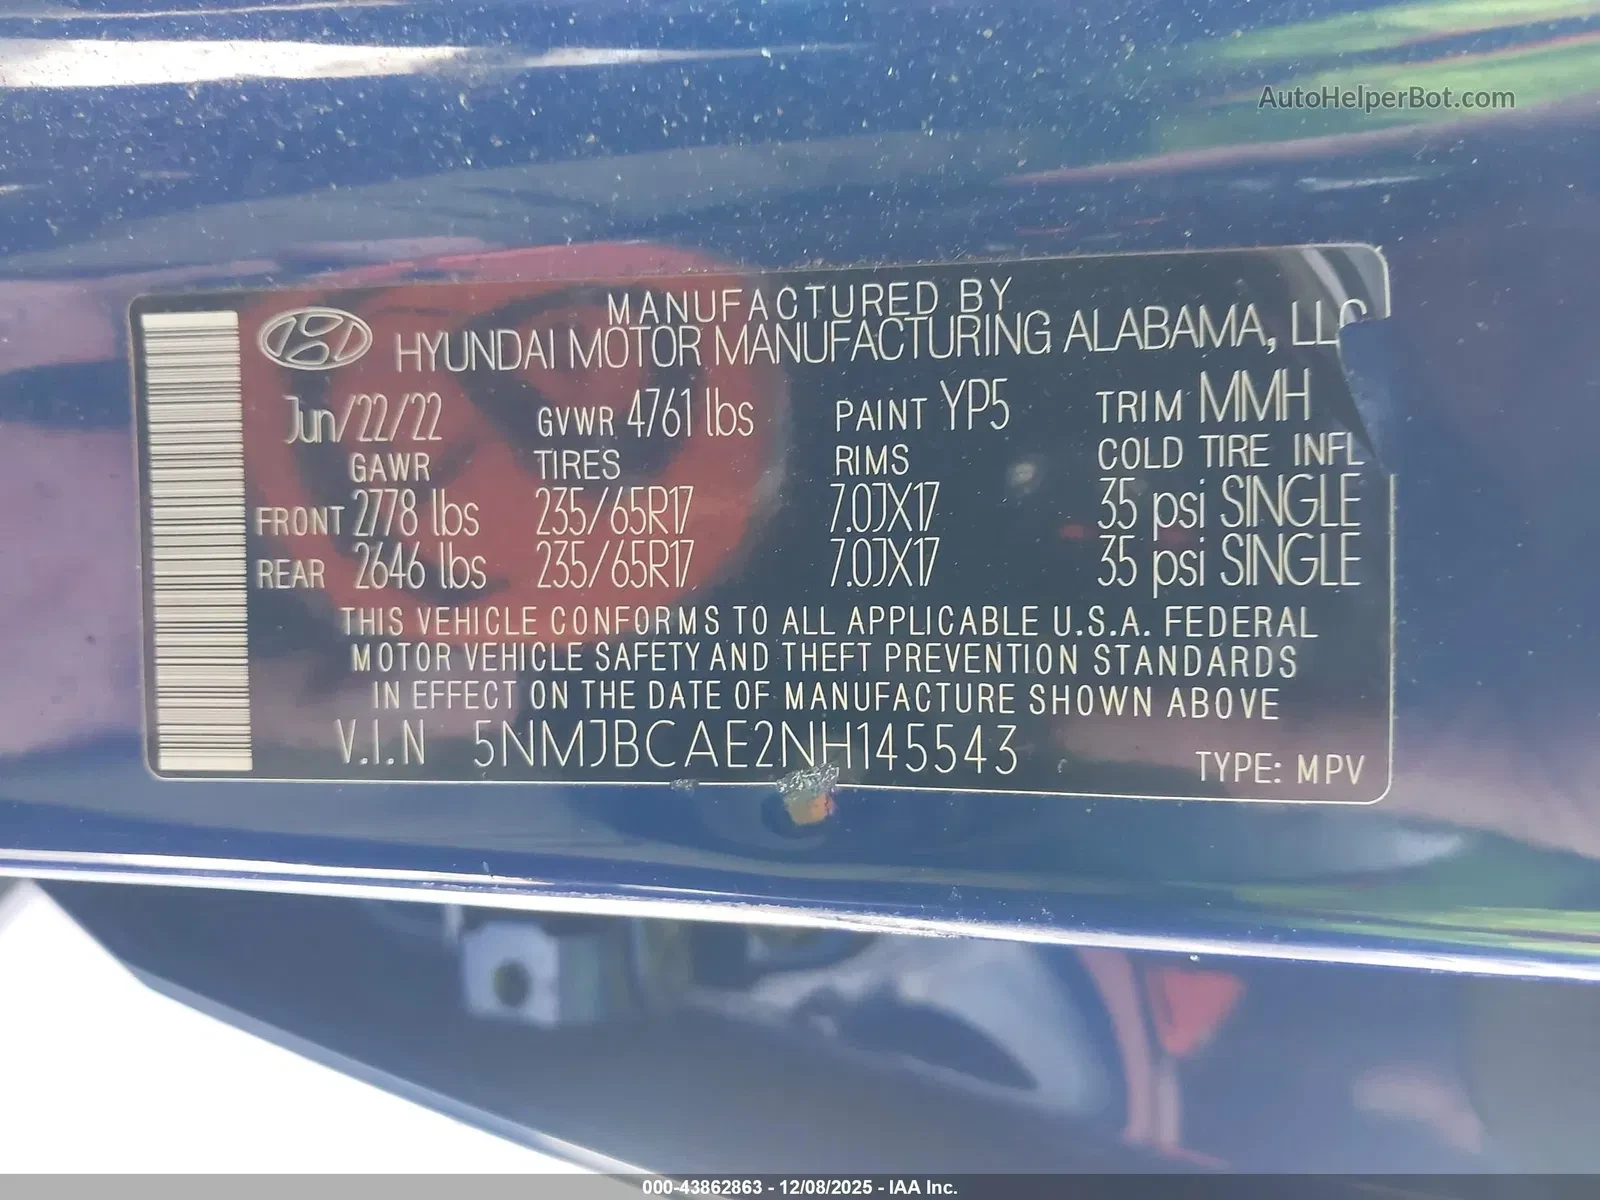 AutoHelperBot.com
MANUFACTURED BY
HYUNDAI MOTOR MANUFACTURING ALABAMA, LLC
Jun/22/22 GVWR 4761 lbs PAINT YP5 TRIM MMH
GAWR TIRES RIMS COLD TIRE INFL
FRONT 2778 lbs 235/65R17 7.0JX17 35 psi SINGLE
REAR 2646 lbs 235/65R17 7.0JX17 35 psi SINGLE
THIS VEHICLE CONFORMS TO ALL APPLICABLE U.S.A. FEDERAL
MOTOR VEHICLE SAFETY AND THEFT PREVENTION STANDARDS
IN EFFECT ON THE DATE OF MANUFACTURE SHOWN ABOVE
V.I.N 5NMJBCAE2NH145543 TYPE: MPV
000-43862863 - 12/08/2025 - IAA Inc.